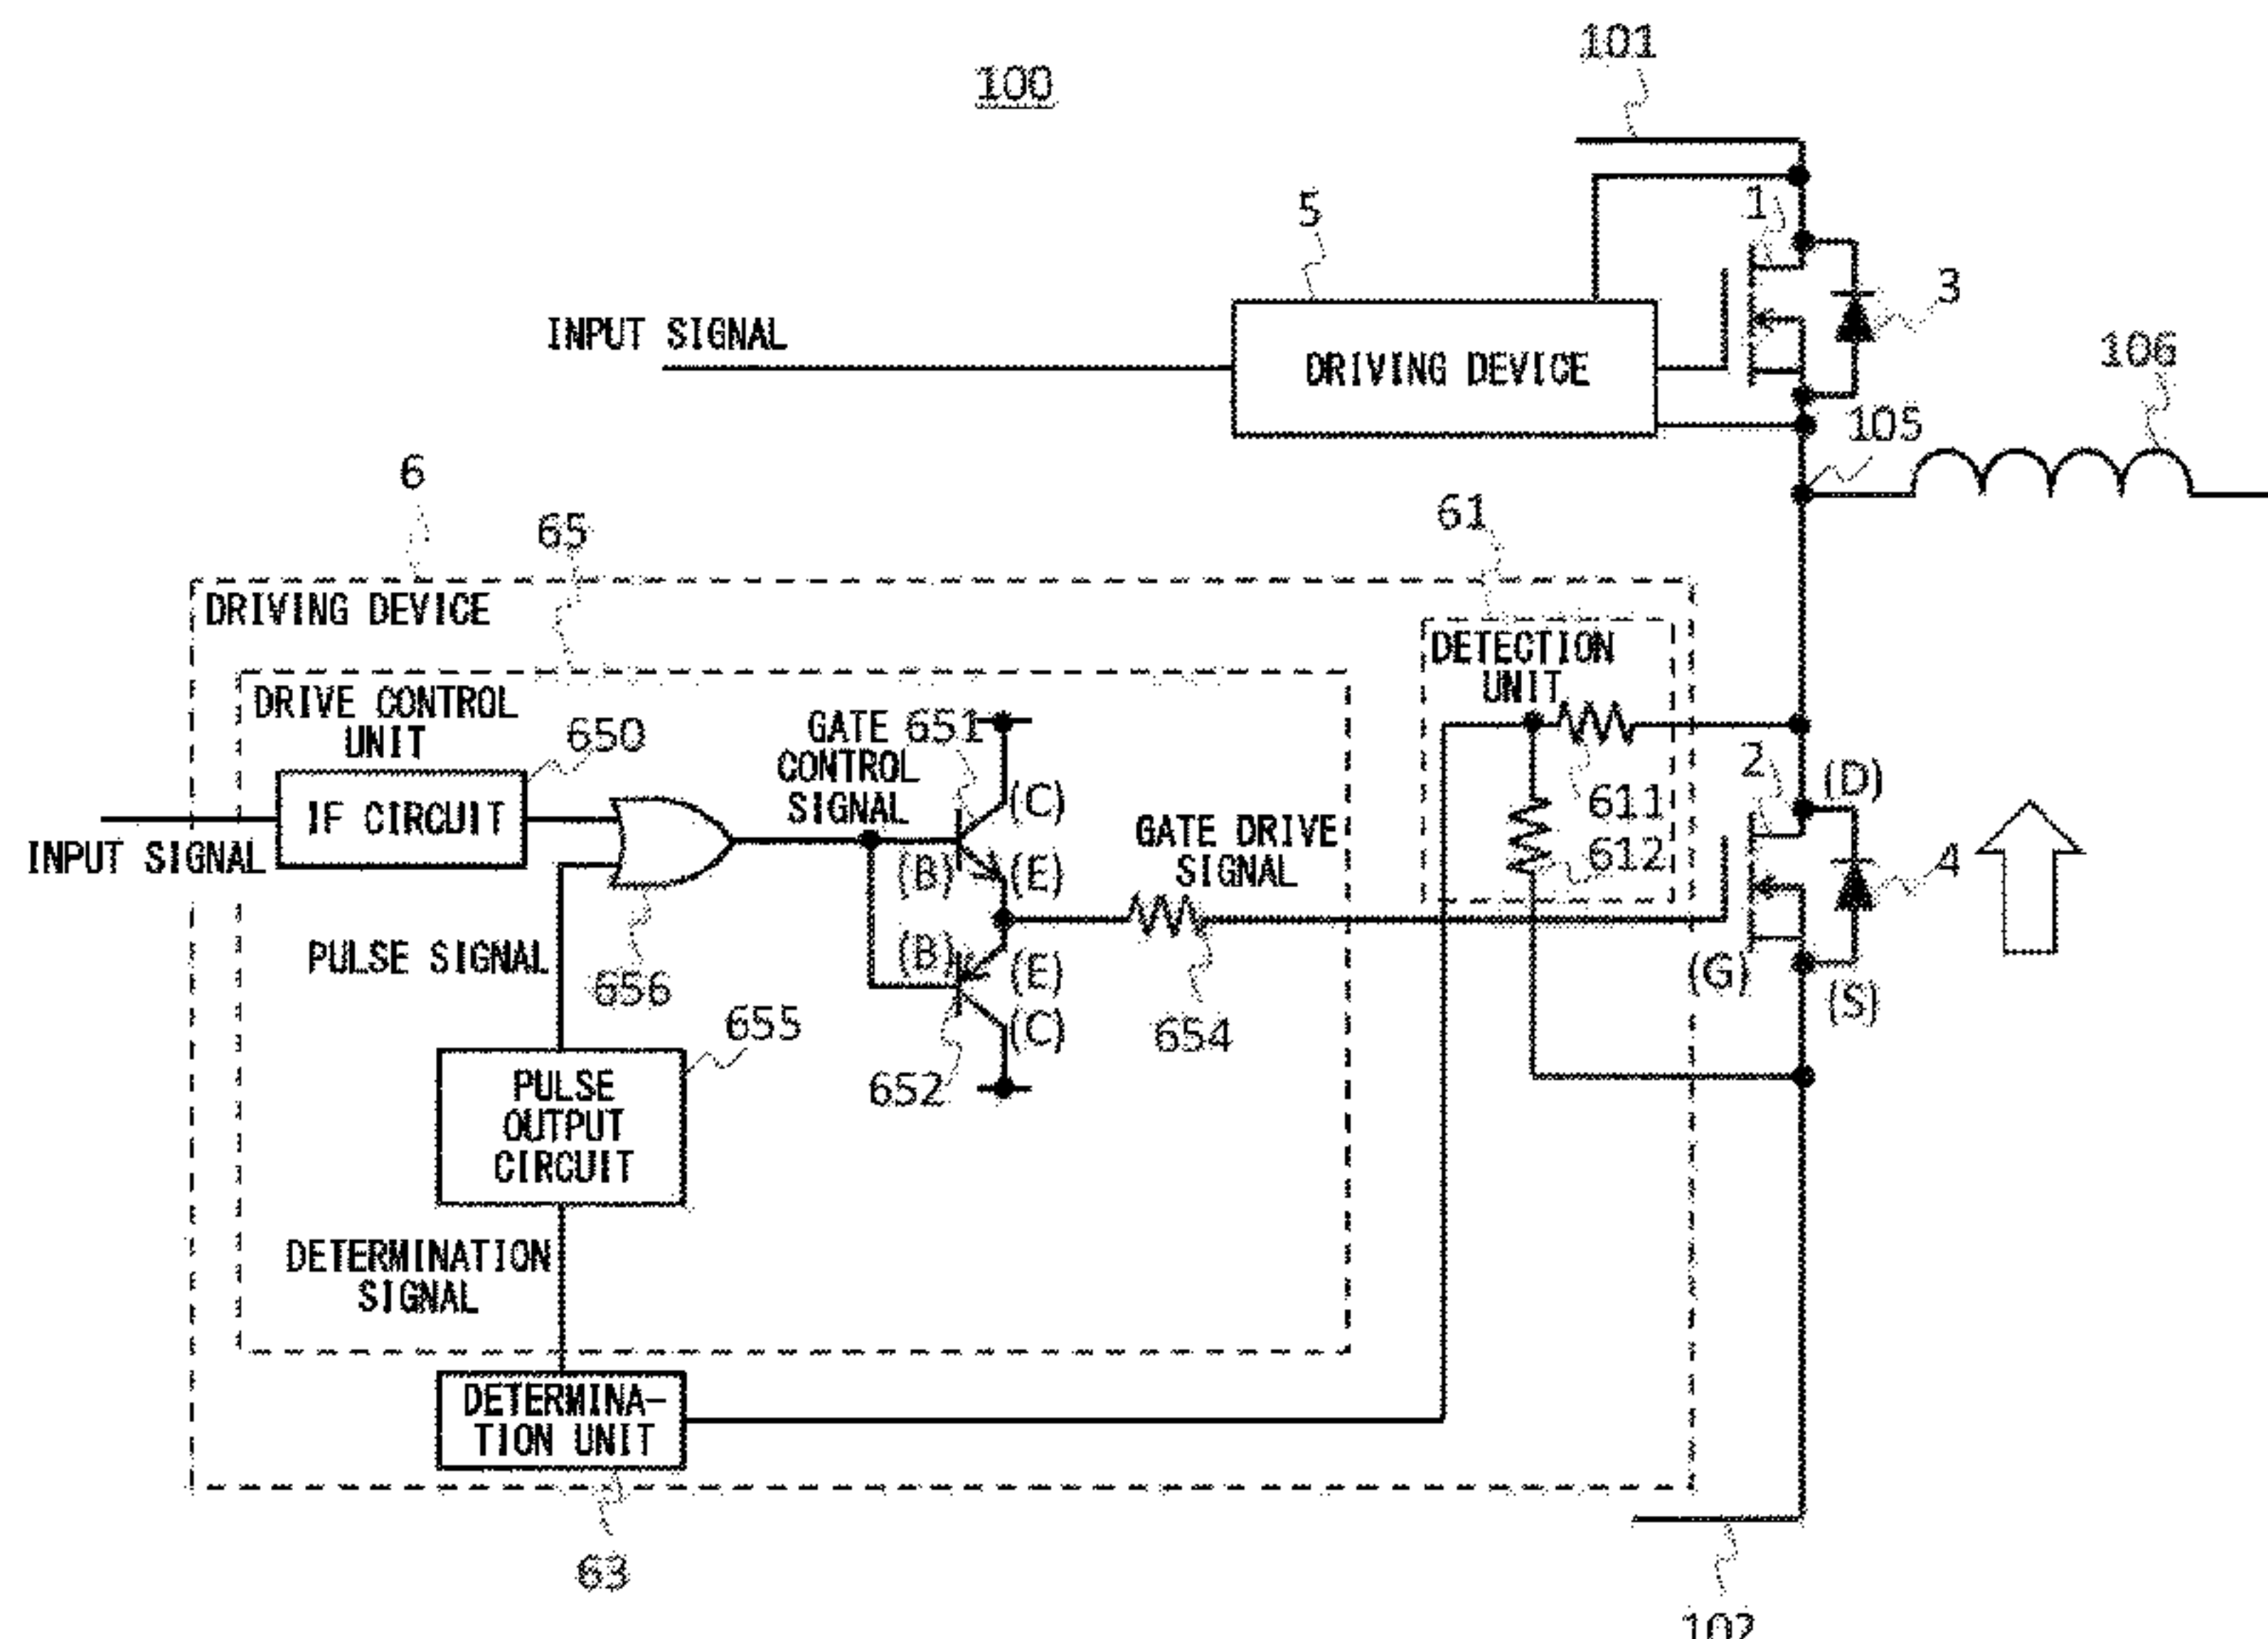 100
101
1
5
3
INPUT SIGNAL
DRIVING DEVICE
106
105
6
65
61
DRIVING DEVICE
DETECTION
UNIT
DRIVE CONTROL
UNIT
650
GATE
CONTROL
SIGNAL
651
2
(D)
(C)
611
IF CIRCUIT
INPUT SIGNAL
GATE DRIVE
SIGNAL
612
4
(B)
(E)
PULSE SIGNAL
656
(B)
(E)
(G)
(S)
655
(C)
654
652
PULSE
OUTPUT
CIRCUIT
DETERMINATION
SIGNAL
DETERMINA-
TION UNIT
63
102